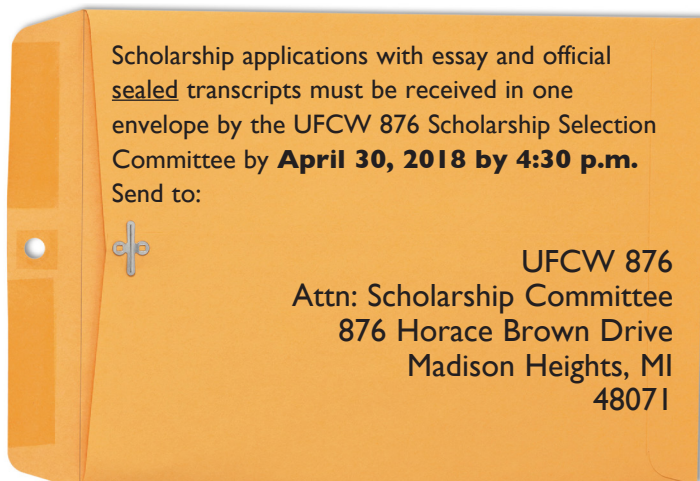 Scholarship applications with essay and official
sealed transcripts must be received in one
envelope by the UFCW 876 Scholarship Selection
Committee by April 30, 2018 by 4:30 p.m.
Send to:
UFCW 876
Attn: Scholarship Committee
876 Horace Brown Drive
Madison Heights, MI
48071